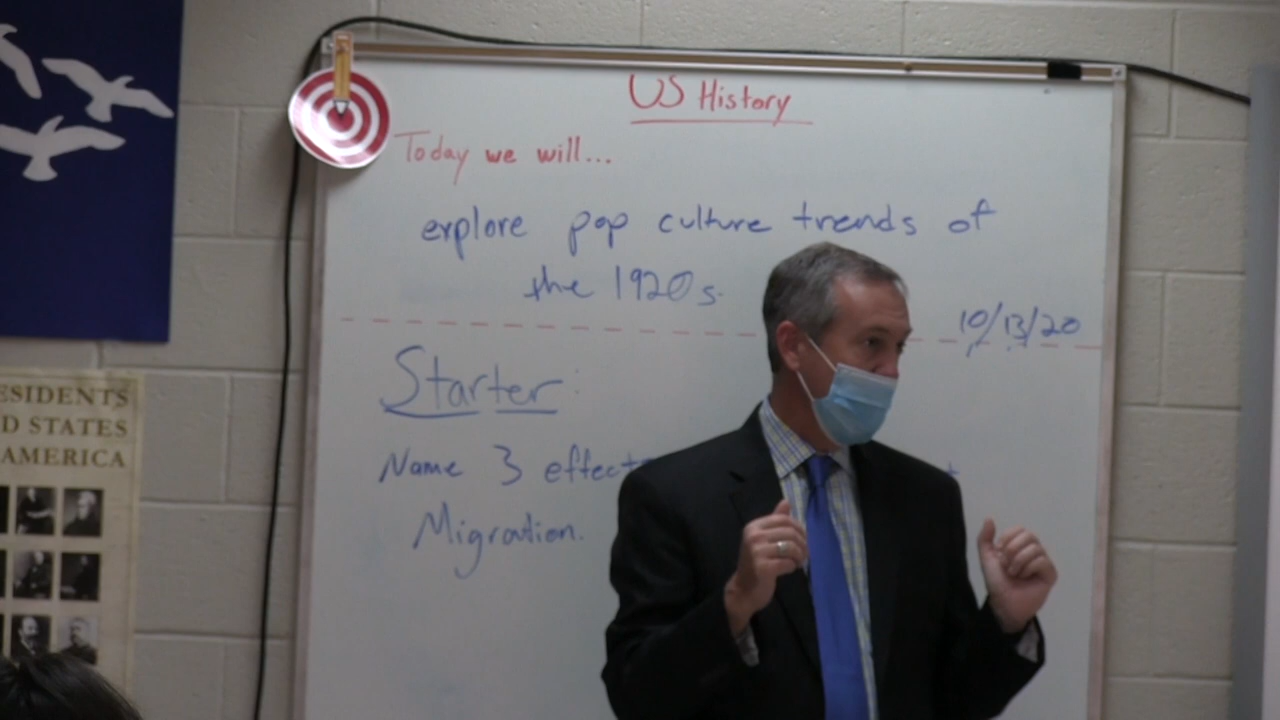 US History
Today we will...
explore pop culture trends of
the 1920s.
10/13/20
Starter:
Name 3 effects
Migration.
ESIDENTS
D STATES
AMERICA